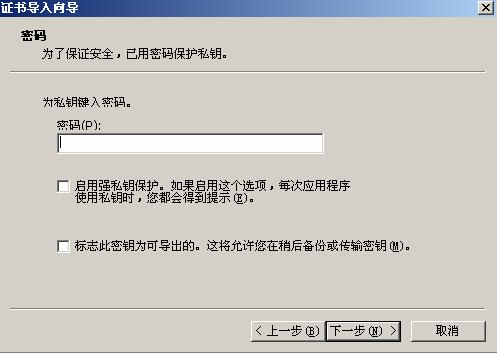 证书导入向导
密码
为了保证安全，已用密码保护私钥。
为私钥键入密码。
密码(P):
启用强私钥保护。如果启用这个选项，每次应用程序
使用私钥时，您都会得到提示(E)。
标志此密钥为可导出的。这将允许您在稍后备份或传输密钥(M)。
< 上一步(B) 下一步(N) > 取消